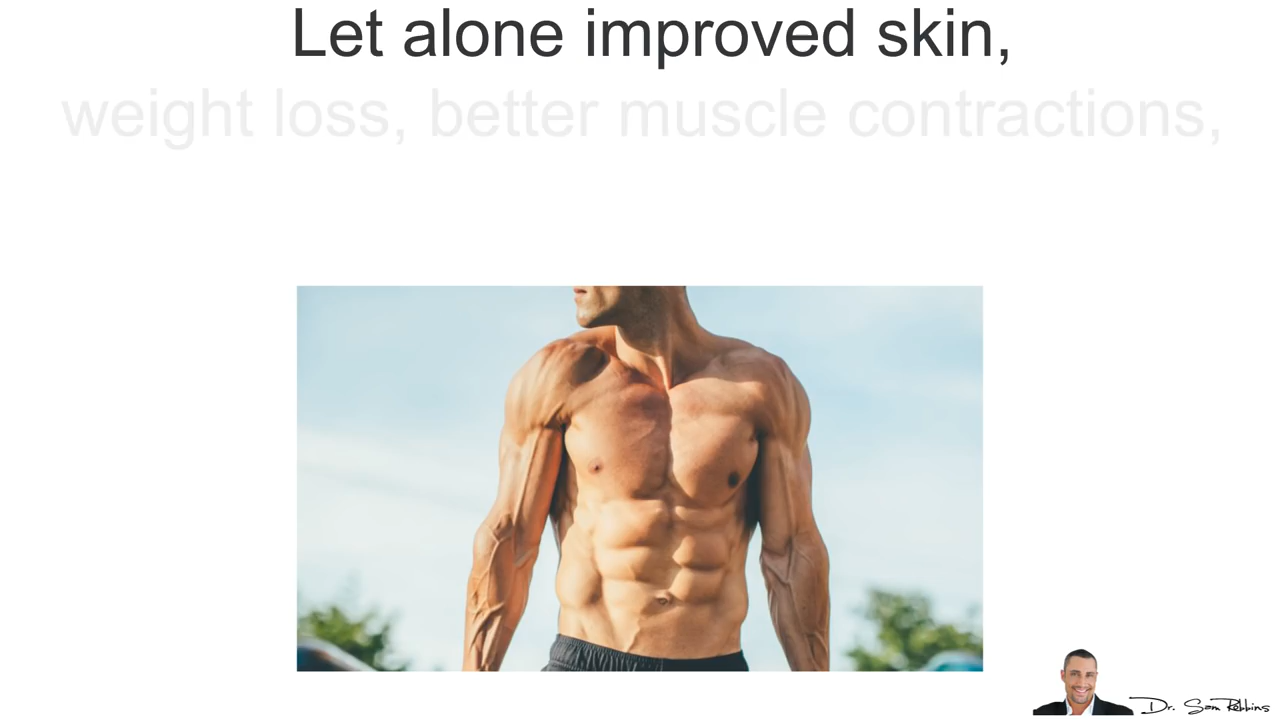 Let alone improved skin,
weight loss, better muscle contractions,
Dr. Sam Robbins